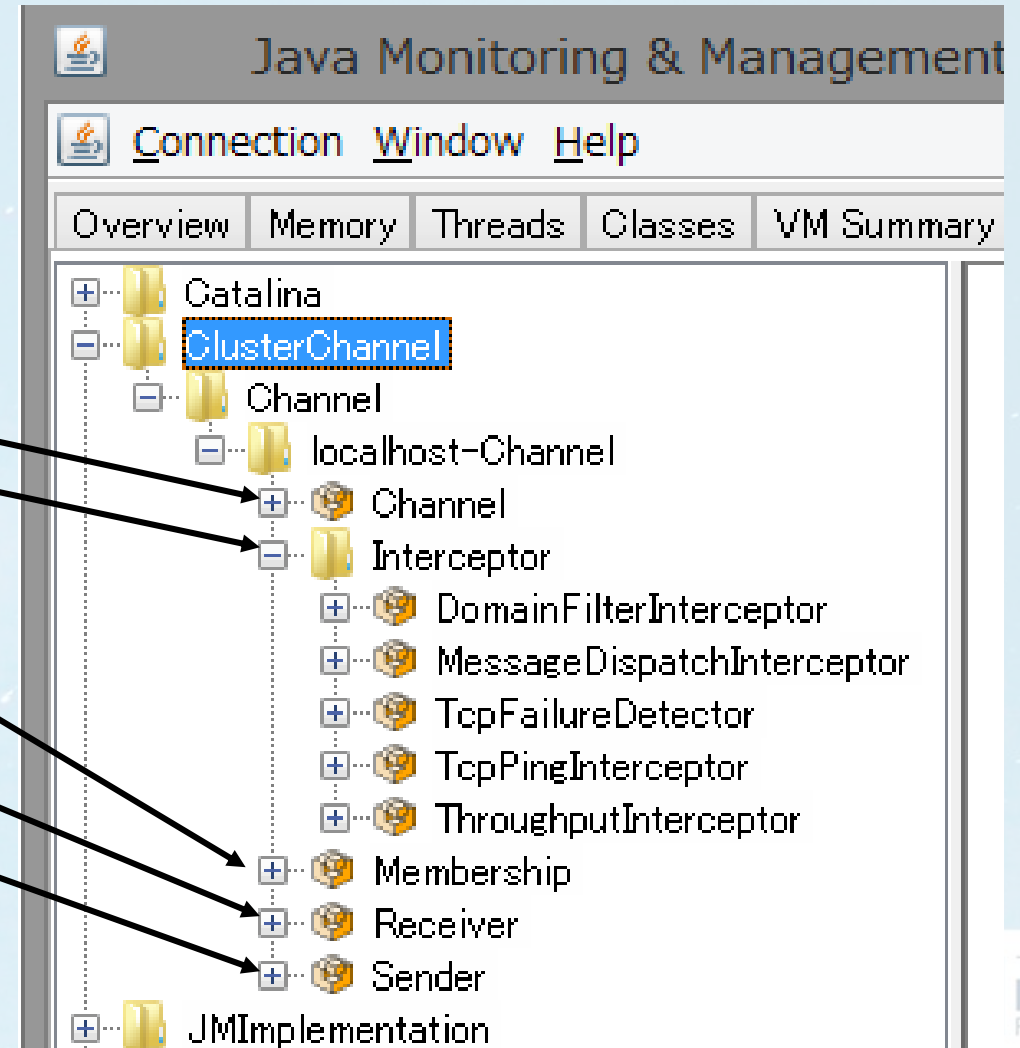 Java Monitoring & Management
Connection Window Help
Overview Memory Threads Classes VM Summary
Catalina
ClusterChannel
Channel
localhost-Channel
Channel
Interceptor
DomainFilterInterceptor
MessageDispatchInterceptor
TcpFailureDetector
TcpPingInterceptor
ThroughputInterceptor
Membership
Receiver
Sender
JMImplementation